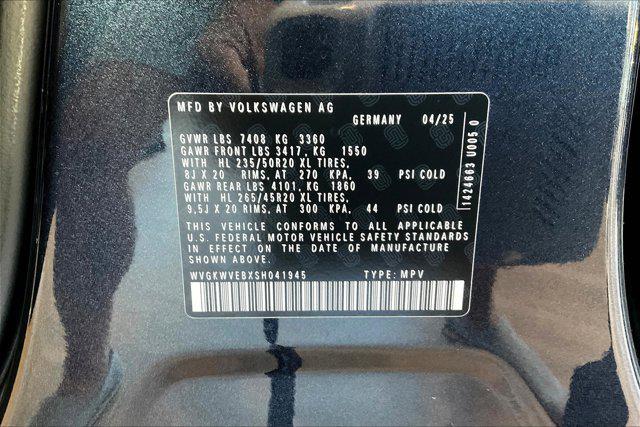 MFD BY VOLKSWAGEN AG
GERMANY 04/25
GVWR LBS 7408 KG 3360
GAWR FRONT LBS 3417, KG 1550
WITH HL 235/50R20 XL TIRES,
8J X 20 RIMS, AT 270 KPA, 39 PSI COLD
GAWR REAR LBS 4101, KG 1860
WITH HL 265/45R20 XL TIRES,
9,5J X 20 RIMS, AT 300 KPA, 44 PSI COLD
THIS VEHICLE CONFORMS TO ALL APPLICABLE
U.S. FEDERAL MOTOR VEHICLE SAFETY STANDARDS
IN EFFECT ON THE DATE OF MANUFACTURE
SHOWN ABOVE.
WVGKWVEBXSH041945 TYPE: MPV
1424663 U005 0